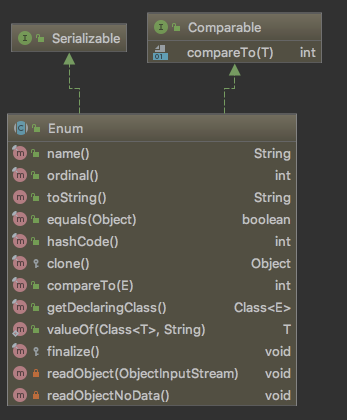 Serializable
Comparable
compareTo(T) int
Enum
name() String
ordinal() int
toString() String
equals(Object) boolean
hashCode() int
clone() Object
compareTo(E) int
getDeclaringClass() Class<E>
valueOf(Class<T>, String) T
finalize() void
readObject(ObjectInputStream) void
readObjectNoData() void